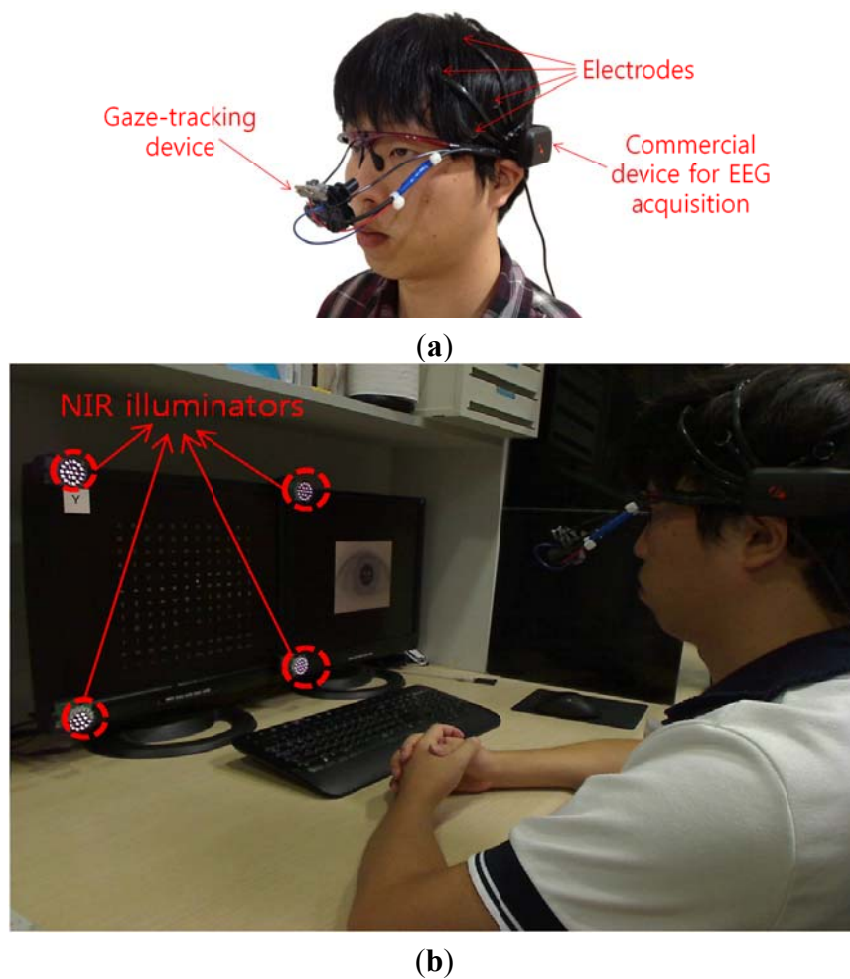 Electrodes
Gaze-tracking
device
Commercial
device for EEG
acquisition
(a)
NIR illuminators
Y
(b)